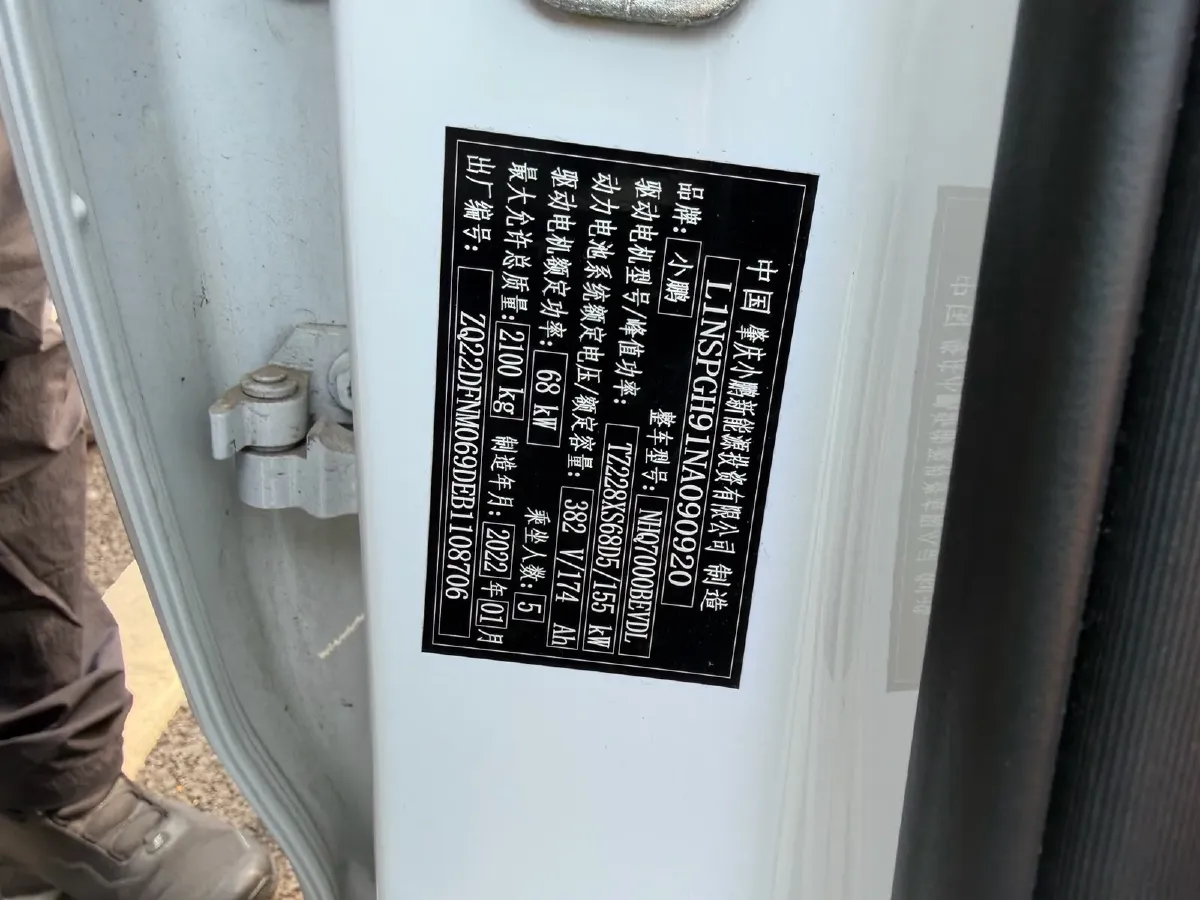 中国 肇庆小鹏新能源投资有限公司 制造
L1NSPGH91NA090920
品牌: 小鹏 整车型号: NHQ7000BEVDL
驱动电机型号/峰值功率: TZ228XS68D5/155 kW
动力电池系统额定电压/额定容量: 382 V/174 Ah
驱动电机额定功率: 68 kW 乘坐人数: 5
最大允许总质量: 2100 kg 制造年月: 2022年01月
出厂编号: ZQ22DFNM069DEB1108706